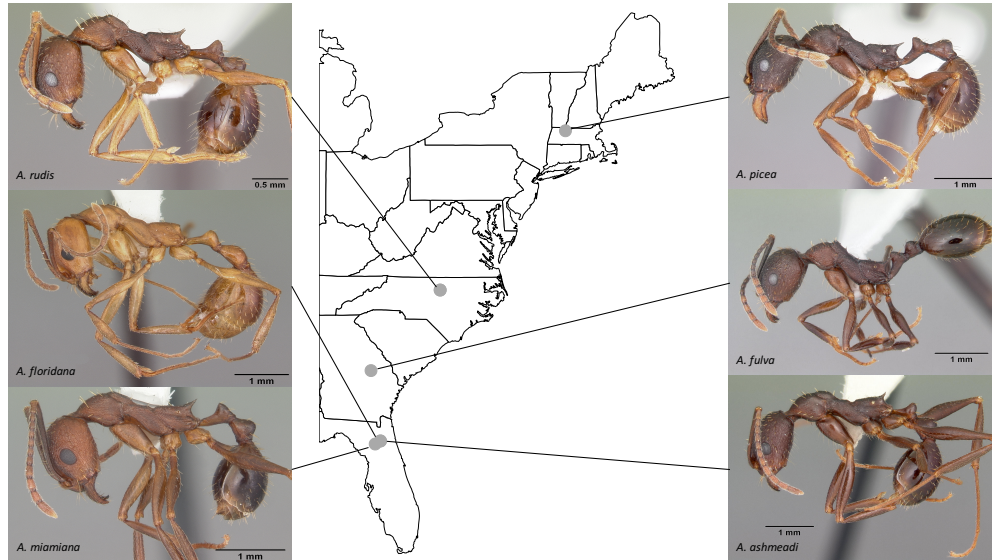 A. rudis
0.5 mm
A. floridana
1 mm
A. miamiana
1 mm
A. picea
1 mm
A. fulva
1 mm
A. ashmeadi
1 mm